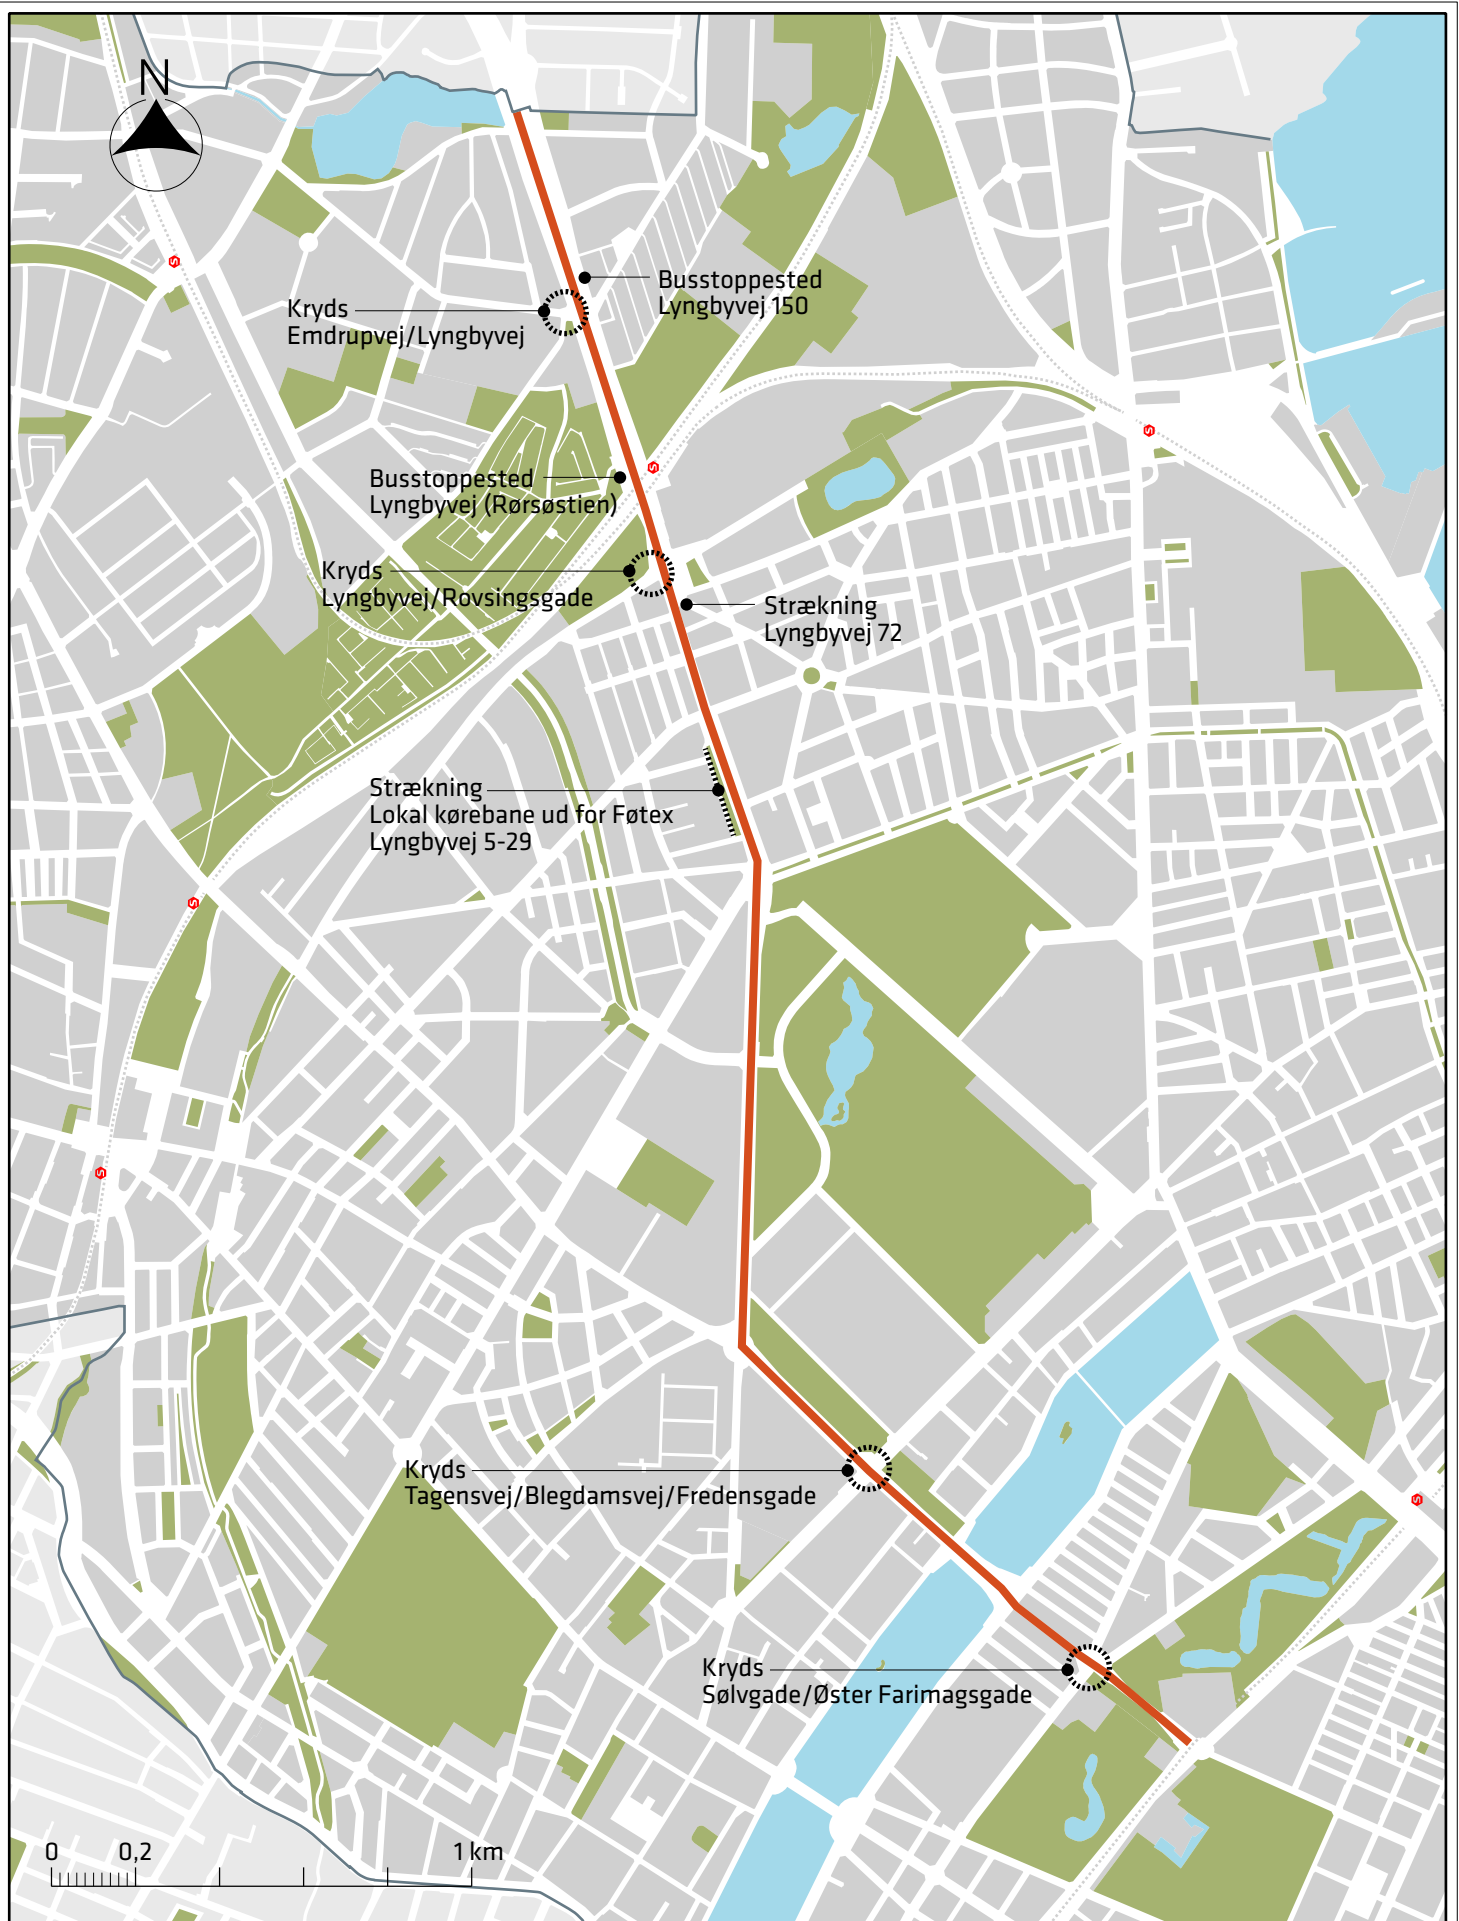 N
Busstoppested
Lyngbyvej 150
Kryds
Emdrupvej/Lyngbyvej
S
Busstoppested
Lyngbyvej (Rørsøstien)
S
S
Kryds
Lyngbyvej/Rovsingsgade
Strækning
Lyngbyvej 72
Strækning
Lokal kørebane ud for Føtex
Lyngbyvej 5-29
S
S
Kryds
Tagensvej/Blegdamsvej/Fredensgade
S
Kryds
Sølvgade/Øster Farimagsgade
0 0,2 1 km